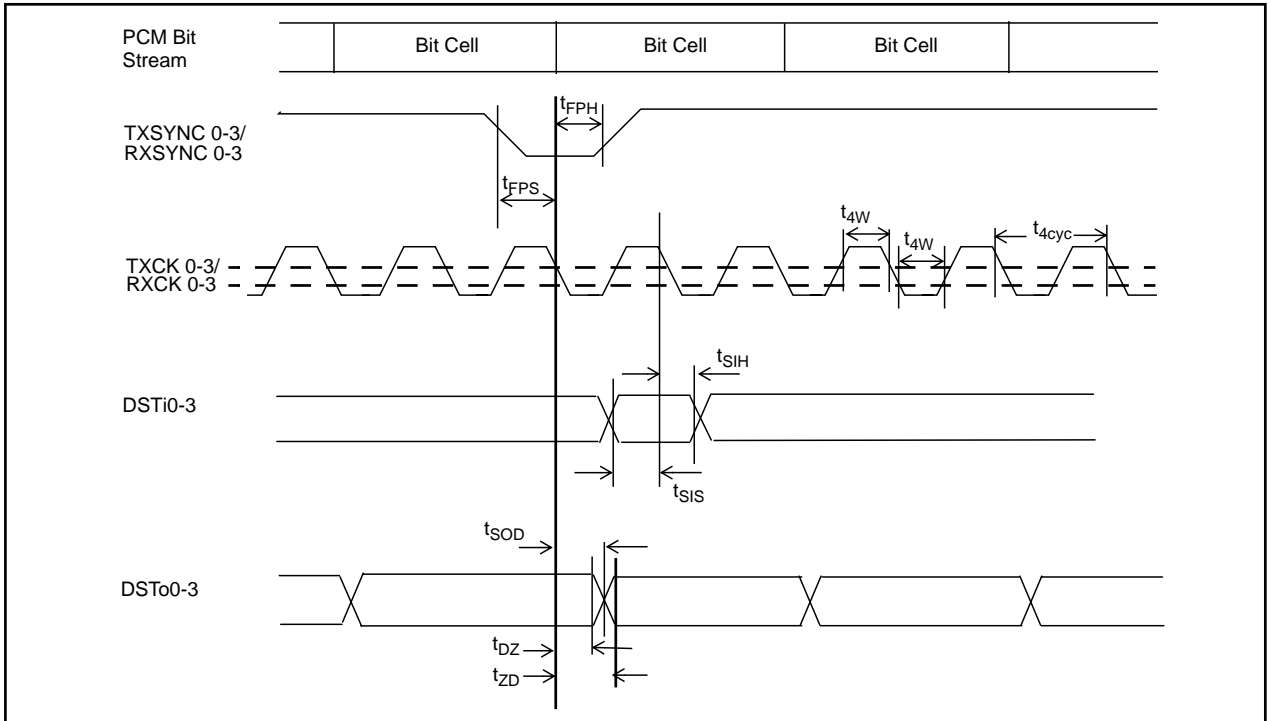 PCM Bit
Stream
Bit Cell
Bit Cell
Bit Cell
tFPH
TXSYNC 0-3/
RXSYNC 0-3
tFPS
t4W
t4W
t4cyc
TXCK 0-3/
RXCK 0-3
tSIH
DSTi0-3
tSIS
tSOD
DSTo0-3
tDZ
tZD